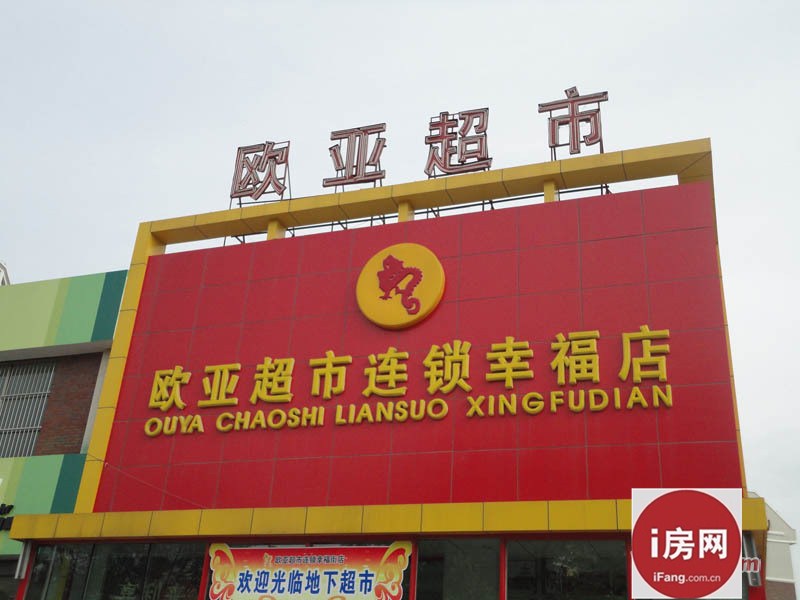 欧亚超市
欧亚超市连锁幸福店
OUYA CHAOSHI LIANSUO XINGFUDIAN
欧亚超市连锁幸福街店
欢迎光临地下超市
i房网
iFang.com.cn